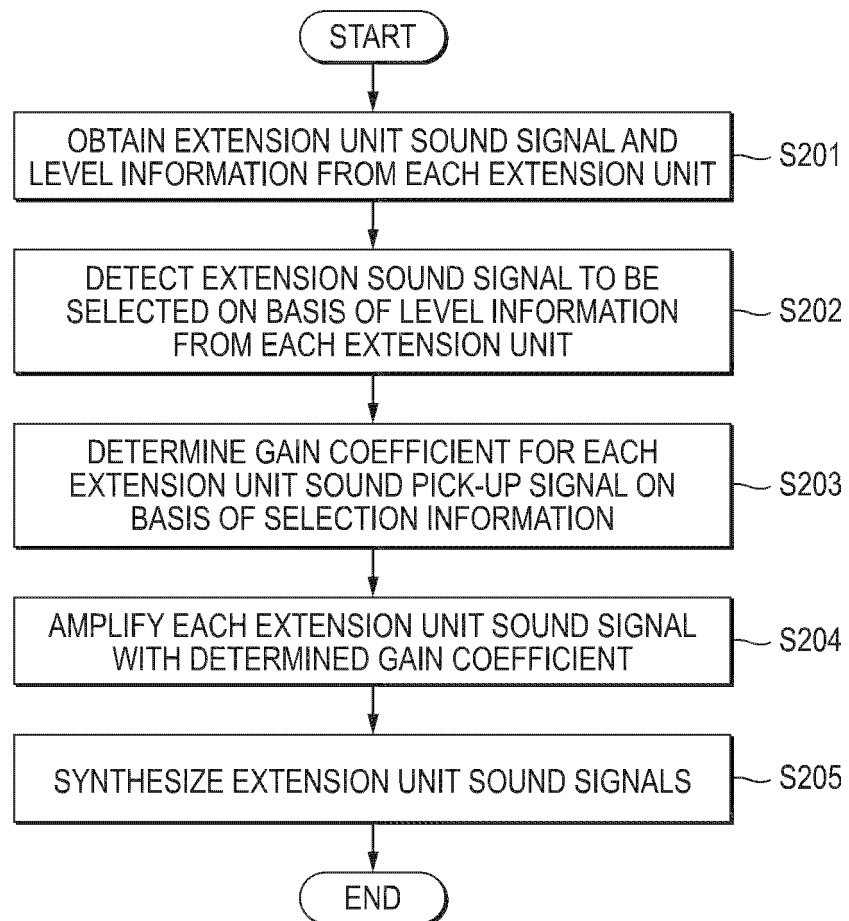 START
OBTAIN EXTENSION UNIT SOUND SIGNAL AND
LEVEL INFORMATION FROM EACH EXTENSION UNIT
S201
DETECT EXTENSION SOUND SIGNAL TO BE
SELECTED ON BASIS OF LEVEL INFORMATION
FROM EACH EXTENSION UNIT
S202
DETERMINE GAIN COEFFICIENT FOR EACH
EXTENSION UNIT SOUND PICK-UP SIGNAL ON
BASIS OF SELECTION INFORMATION
S203
AMPLIFY EACH EXTENSION UNIT SOUND SIGNAL
WITH DETERMINED GAIN COEFFICIENT
S204
SYNTHESIZE EXTENSION UNIT SOUND SIGNALS
S205
END